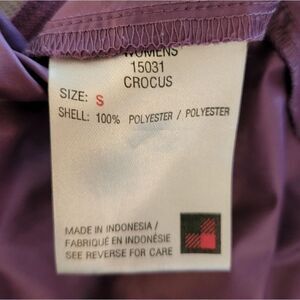 WOMENS
15031
CROCUS
SIZE: S
SHELL: 100% POLYESTER / POLYESTER
MADE IN INDONESIA /
FABRIQUÉ EN INDONÉSIE
SEE REVERSE FOR CARE